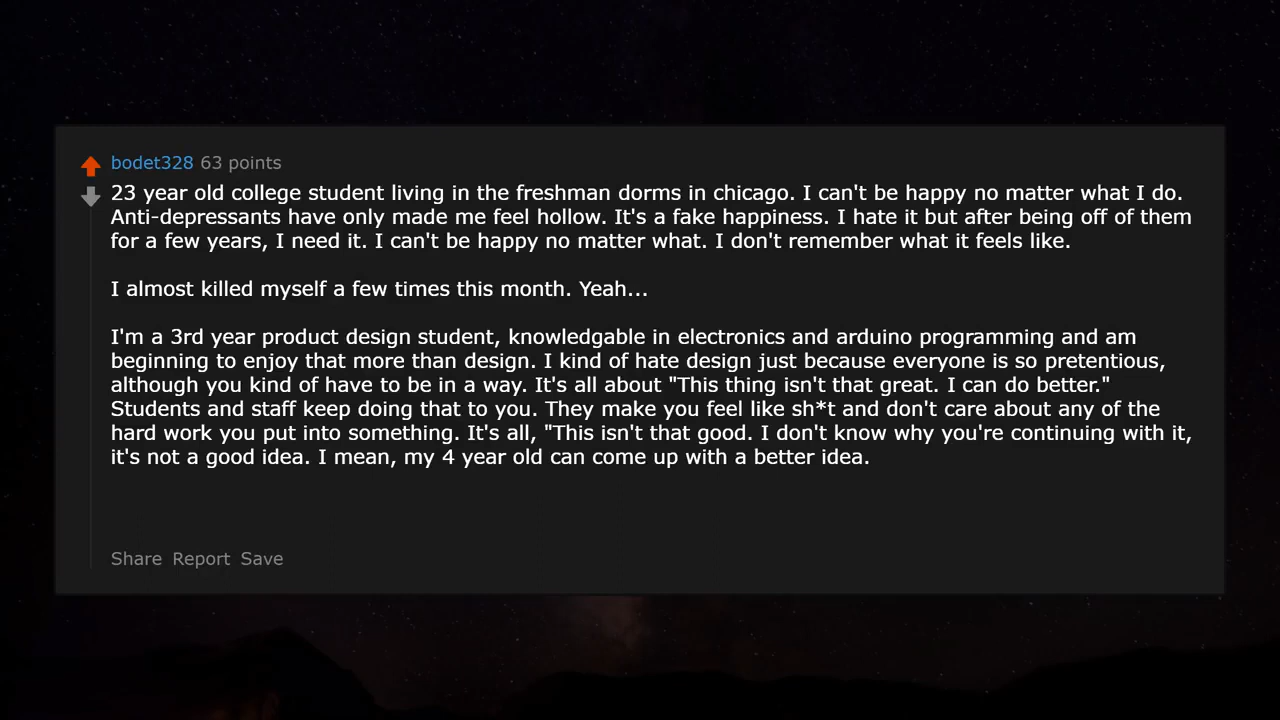 bodet328 63 points
23 year old college student living in the freshman dorms in chicago. I can't be happy no matter what I do.
Anti-depressants have only made me feel hollow. It's a fake happiness. I hate it but after being off of them
for a few years, I need it. I can't be happy no matter what. I don't remember what it feels like.
I almost killed myself a few times this month. Yeah...
I'm a 3rd year product design student, knowledgable in electronics and arduino programming and am
beginning to enjoy that more than design. I kind of hate design just because everyone is so pretentious,
although you kind of have to be in a way. It's all about "This thing isn't that great. I can do better."
Students and staff keep doing that to you. They make you feel like sh*t and don't care about any of the
hard work you put into something. It's all, "This isn't that good. I don't know why you're continuing with it,
it's not a good idea. I mean, my 4 year old can come up with a better idea.
Share Report Save